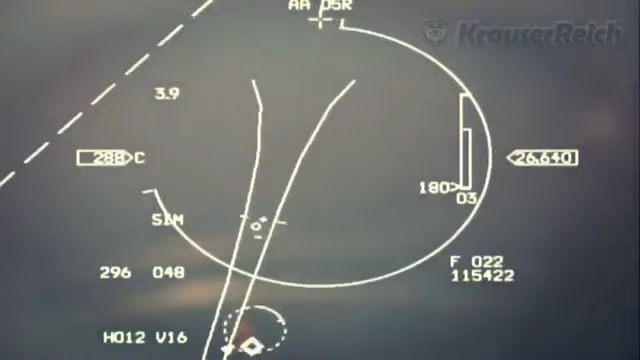 AA 05R
KrauserReich
3.9
288 C
26,640
180>
03
SIM
F 022
296 048
115422
H012 V16